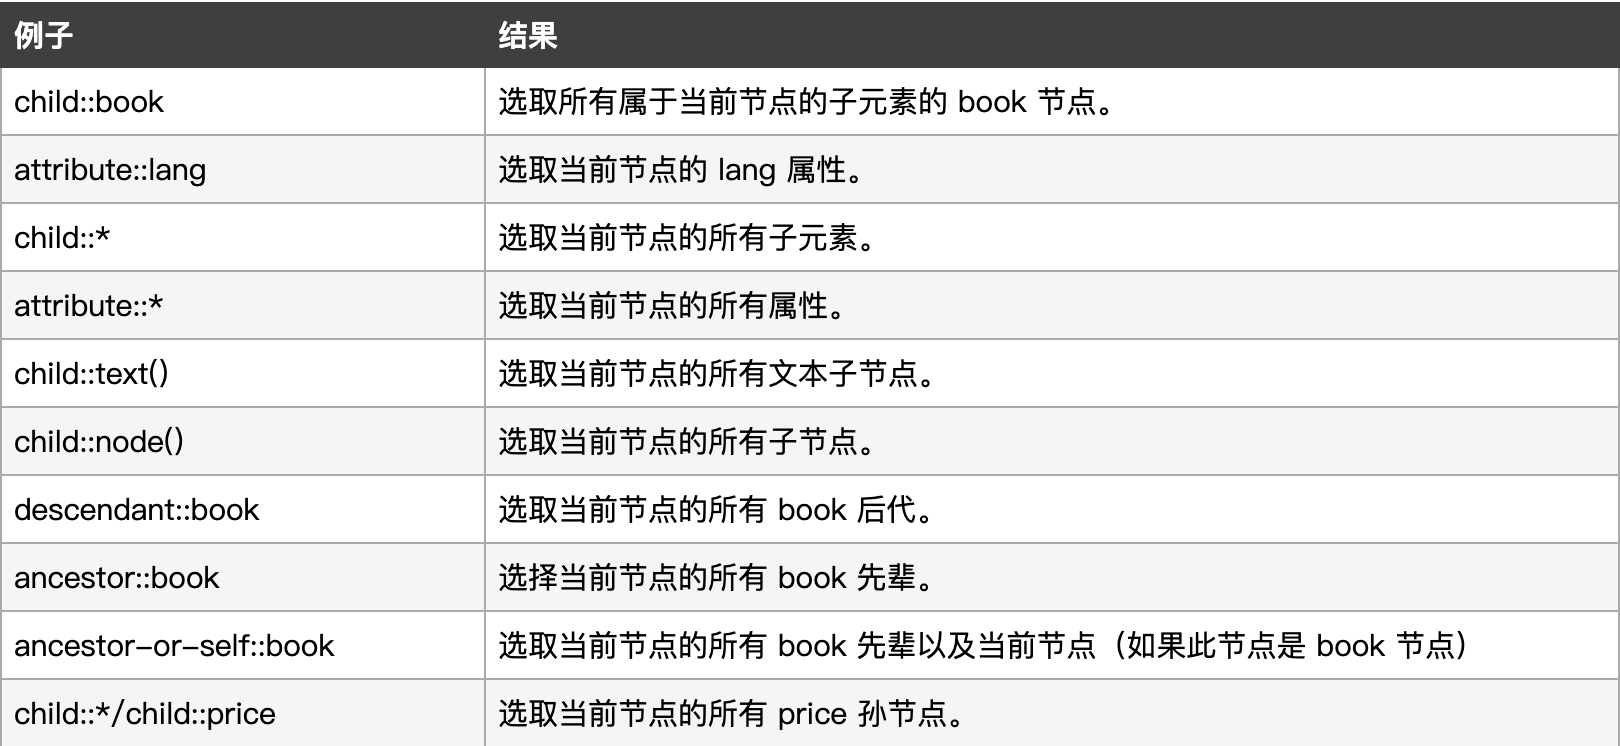 例子 结果
child::book 选取所有属于当前节点的子元素的 book 节点。
attribute::lang 选取当前节点的 lang 属性。
child::* 选取当前节点的所有子元素。
attribute::* 选取当前节点的所有属性。
child::text() 选取当前节点的所有文本子节点。
child::node() 选取当前节点的所有子节点。
descendant::book 选取当前节点的所有 book 后代。
ancestor::book 选择当前节点的所有 book 先辈。
ancestor-or-self::book 选取当前节点的所有 book 先辈以及当前节点（如果此节点是 book 节点）
child::*/child::price 选取当前节点的所有 price 孙节点。